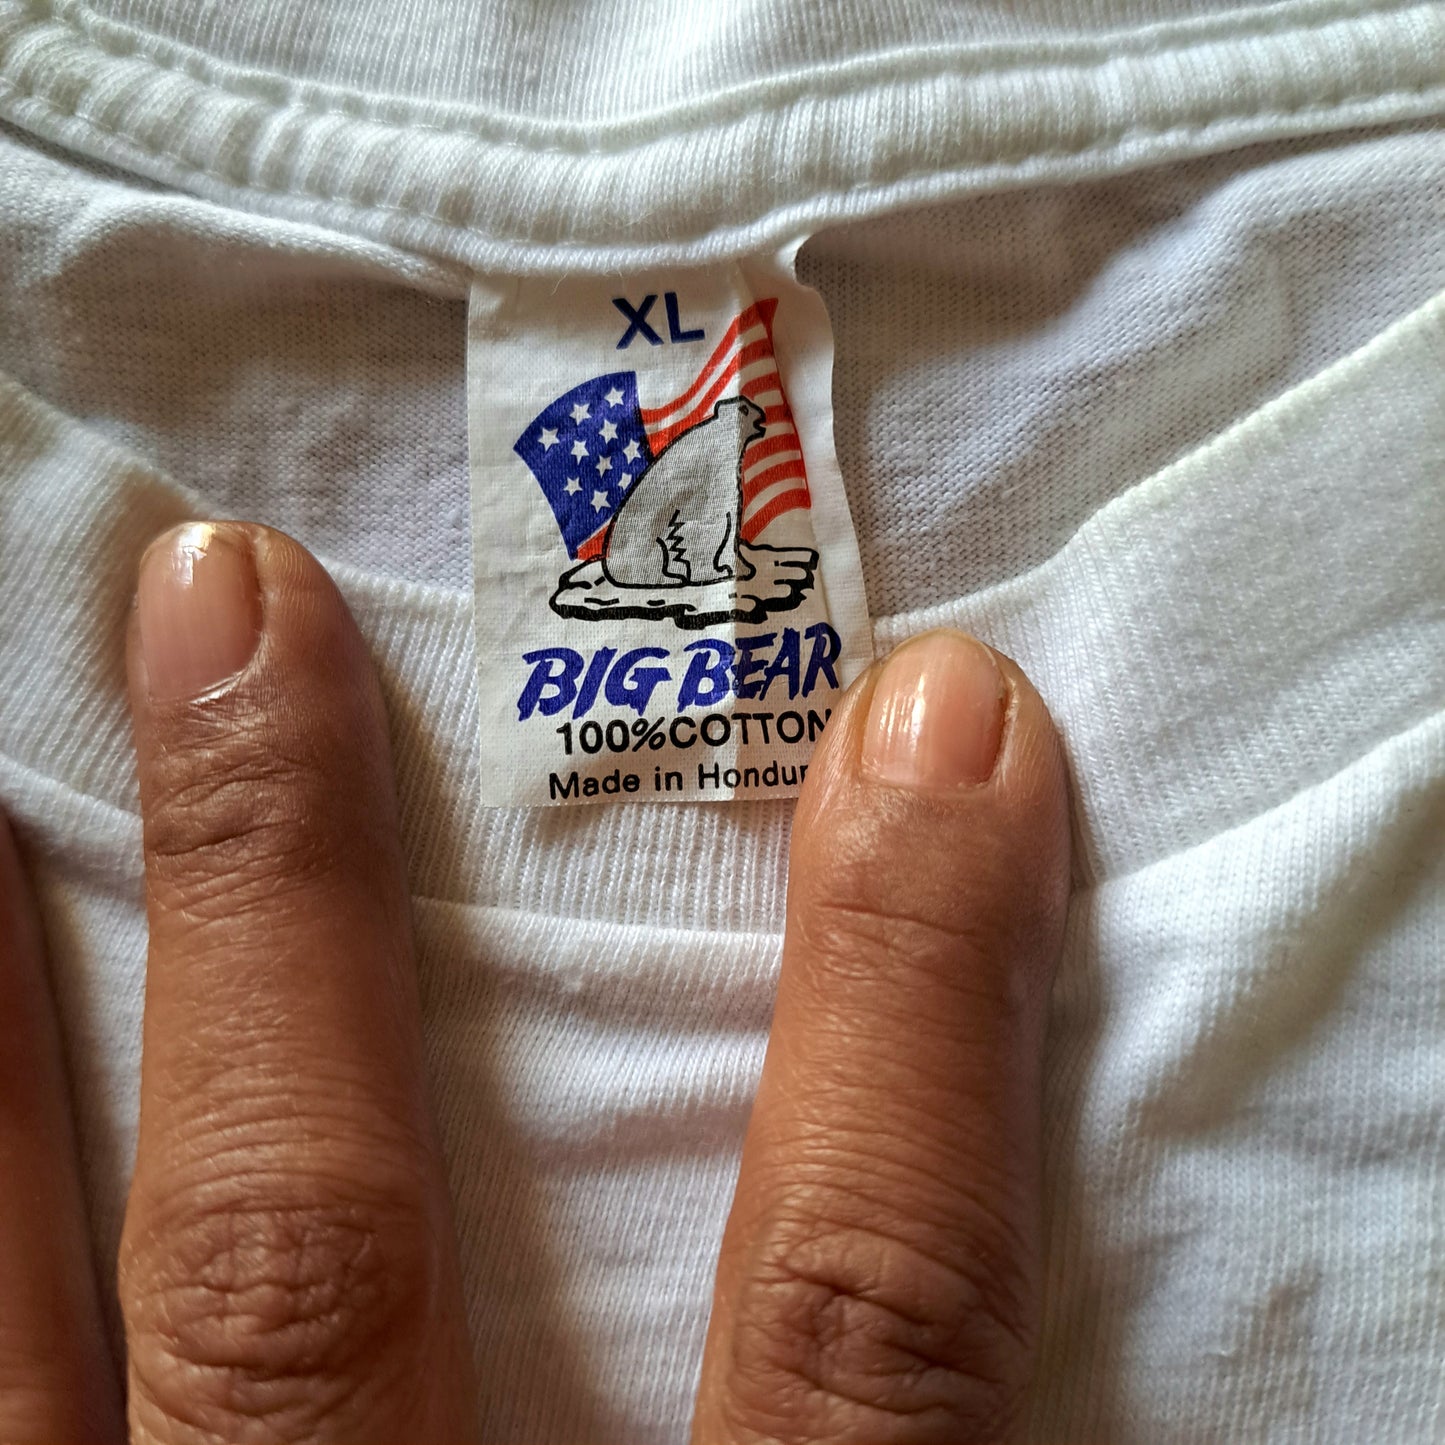 XL
BIG BEAR
100% COTTON
Made in Hondur